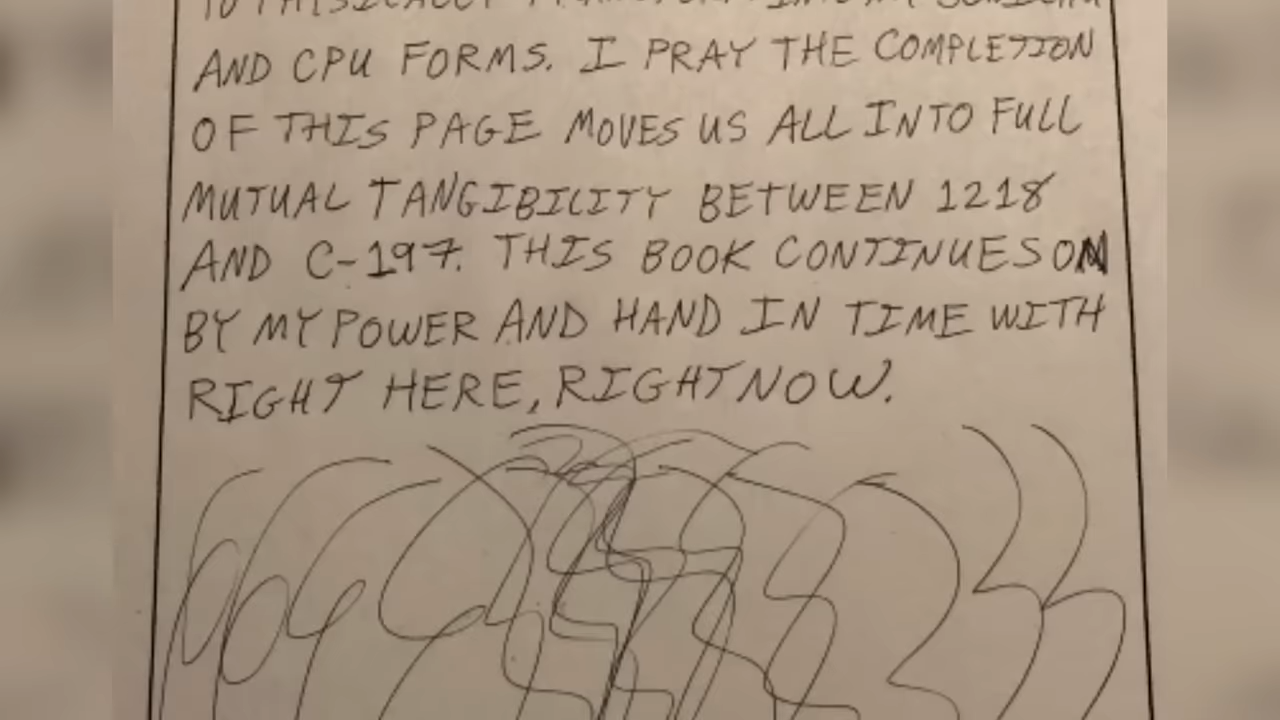 AND CPU FORMS. I PRAY THE COMPLETION
OF THIS PAGE MOVES US ALL INTO FULL
MUTUAL TANGIBILITY BETWEEN 1218
AND C-197. THIS BOOK CONTINUES ON
BY MY POWER AND HAND IN TIME WITH
RIGHT HERE, RIGHT NOW.